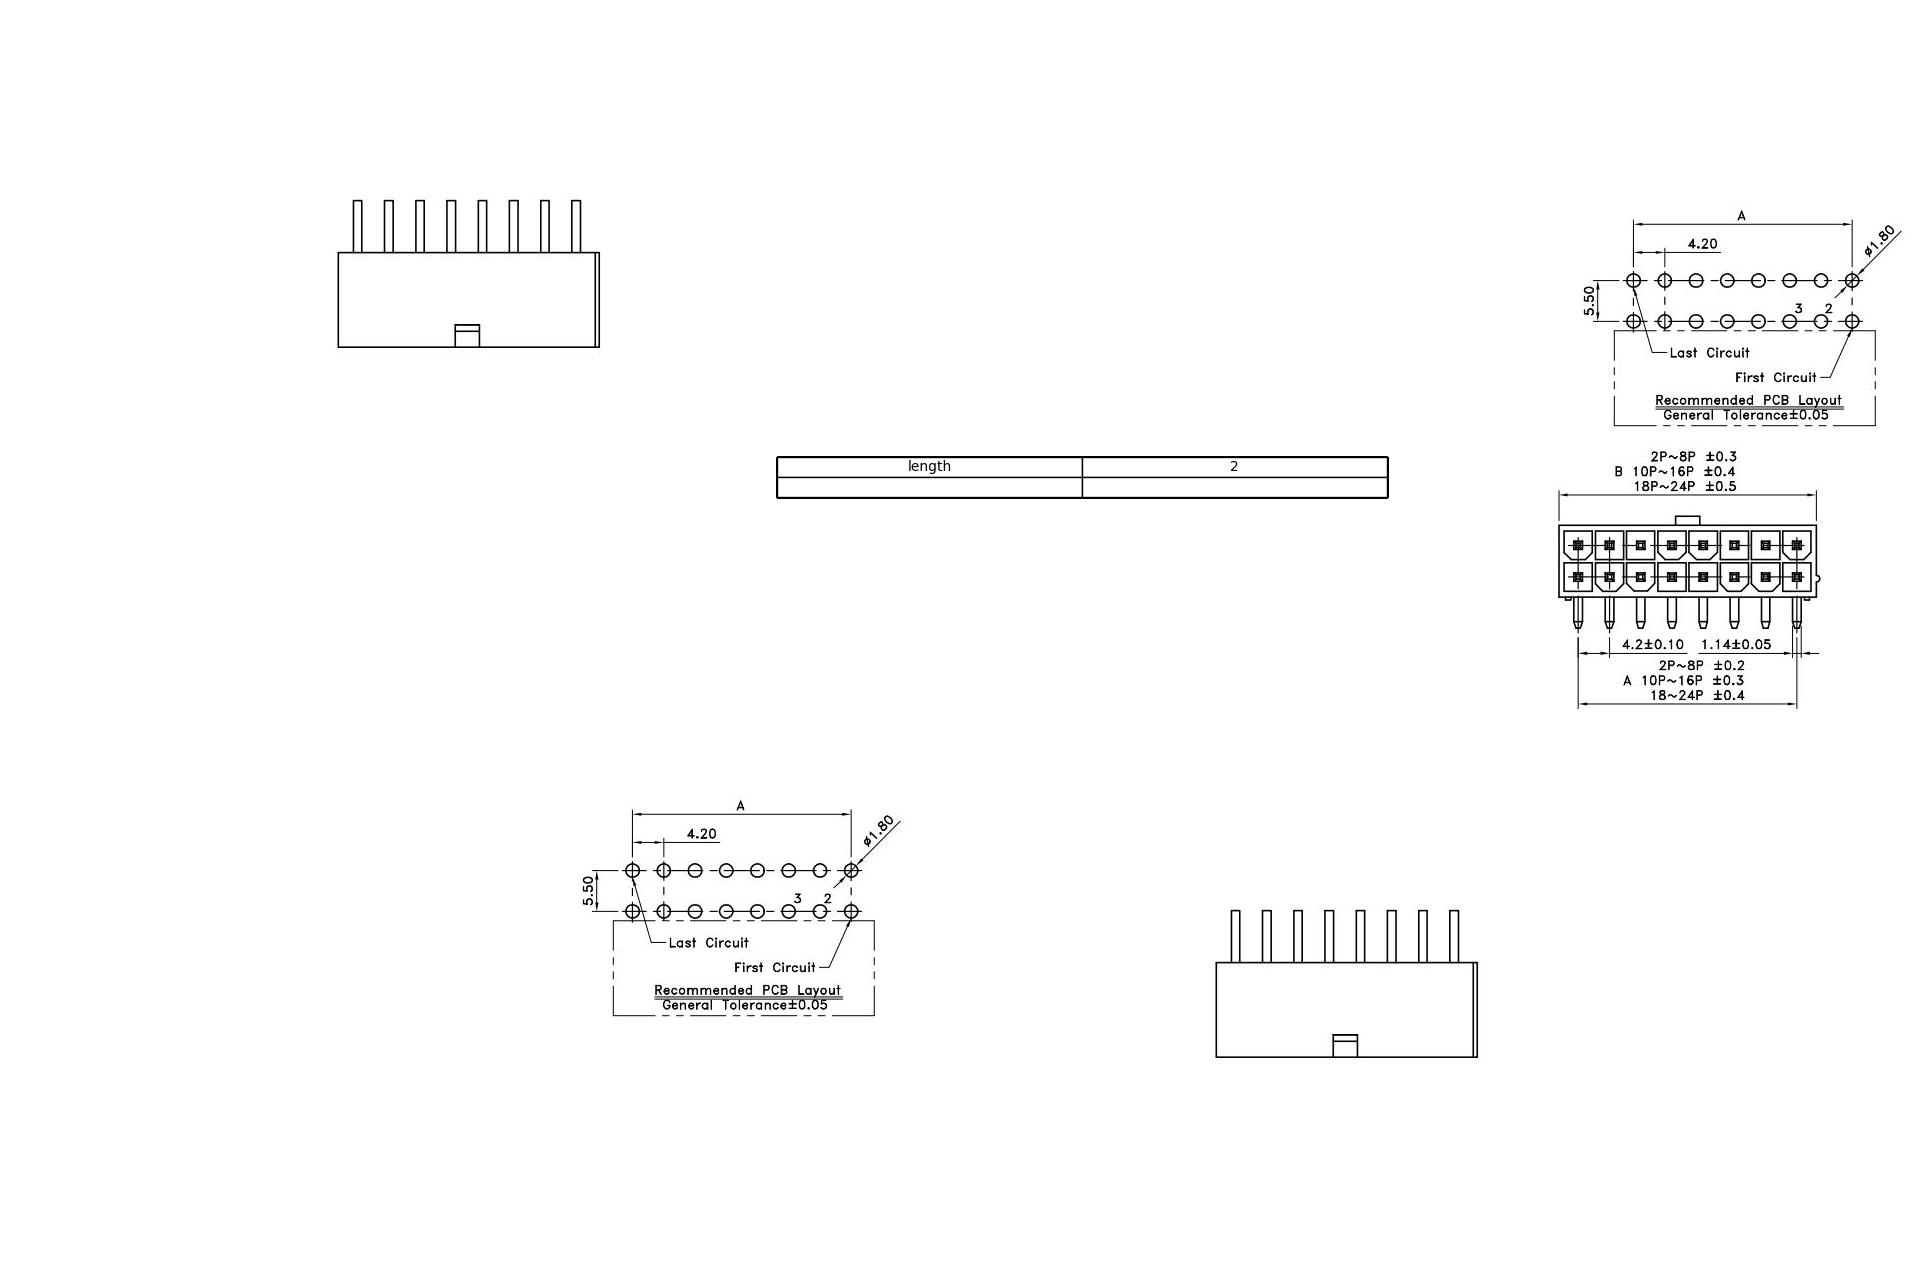 A
4.20
ø1.80
5.50
3 2
Last Circuit
First Circuit
Recommended PCB Layout
General Tolerance±0.05
length 2
2P~8P ±0.3
B 10P~16P ±0.4
18P~24P ±0.5
4.2±0.10 1.14±0.05
2P~8P ±0.2
A 10P~16P ±0.3
18~24P ±0.4
A
4.20
ø1.80
5.50
3 2
Last Circuit
First Circuit
Recommended PCB Layout
General Tolerance±0.05